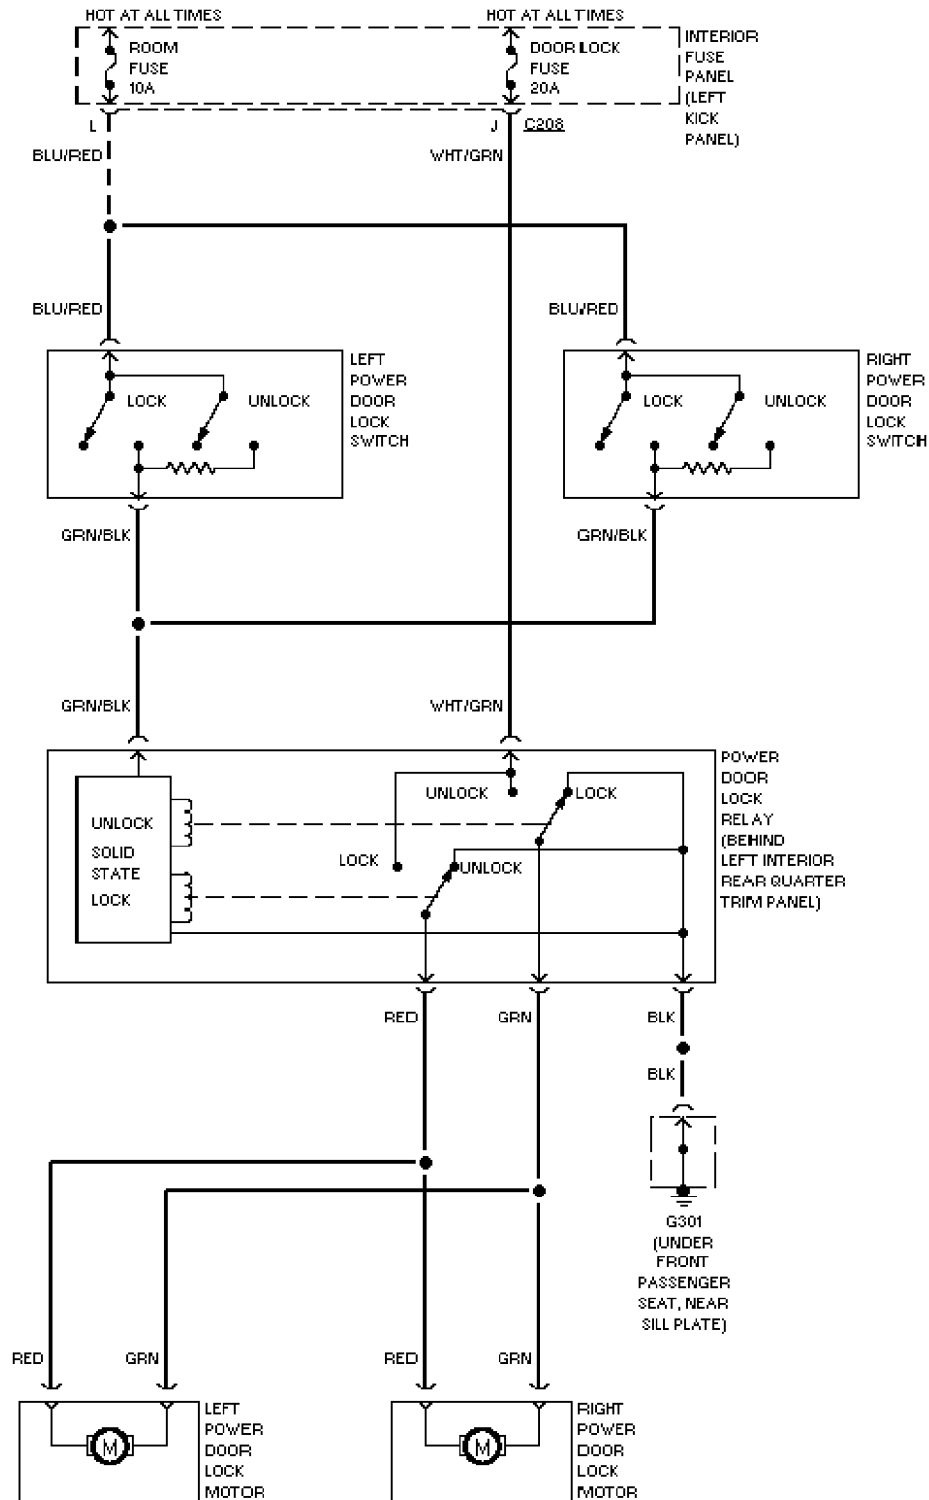 HOT AT ALL TIMES
HOT AT ALL TIMES
ROOM
FUSE
10A
DOOR LOCK
FUSE
20A
INTERIOR
FUSE
PANEL
(LEFT
KICK
PANEL)
L
J
C208
BLU/RED
WHT/GRN
BLU/RED
BLU/RED
LOCK
UNLOCK
LEFT
POWER
DOOR
LOCK
SWITCH
LOCK
UNLOCK
RIGHT
POWER
DOOR
LOCK
SWITCH
GRN/BLK
GRN/BLK
GRN/BLK
WHT/GRN
UNLOCK
SOLID
STATE
LOCK
UNLOCK
LOCK
LOCK
UNLOCK
POWER
DOOR
LOCK
RELAY
(BEHIND
LEFT INTERIOR
REAR QUARTER
TRIM PANEL)
RED
GRN
BLK
BLK
G301
(UNDER
FRONT
PASSENGER
SEAT, NEAR
SILL PLATE)
RED
GRN
RED
GRN
M
LEFT
POWER
DOOR
LOCK
MOTOR
M
RIGHT
POWER
DOOR
LOCK
MOTOR